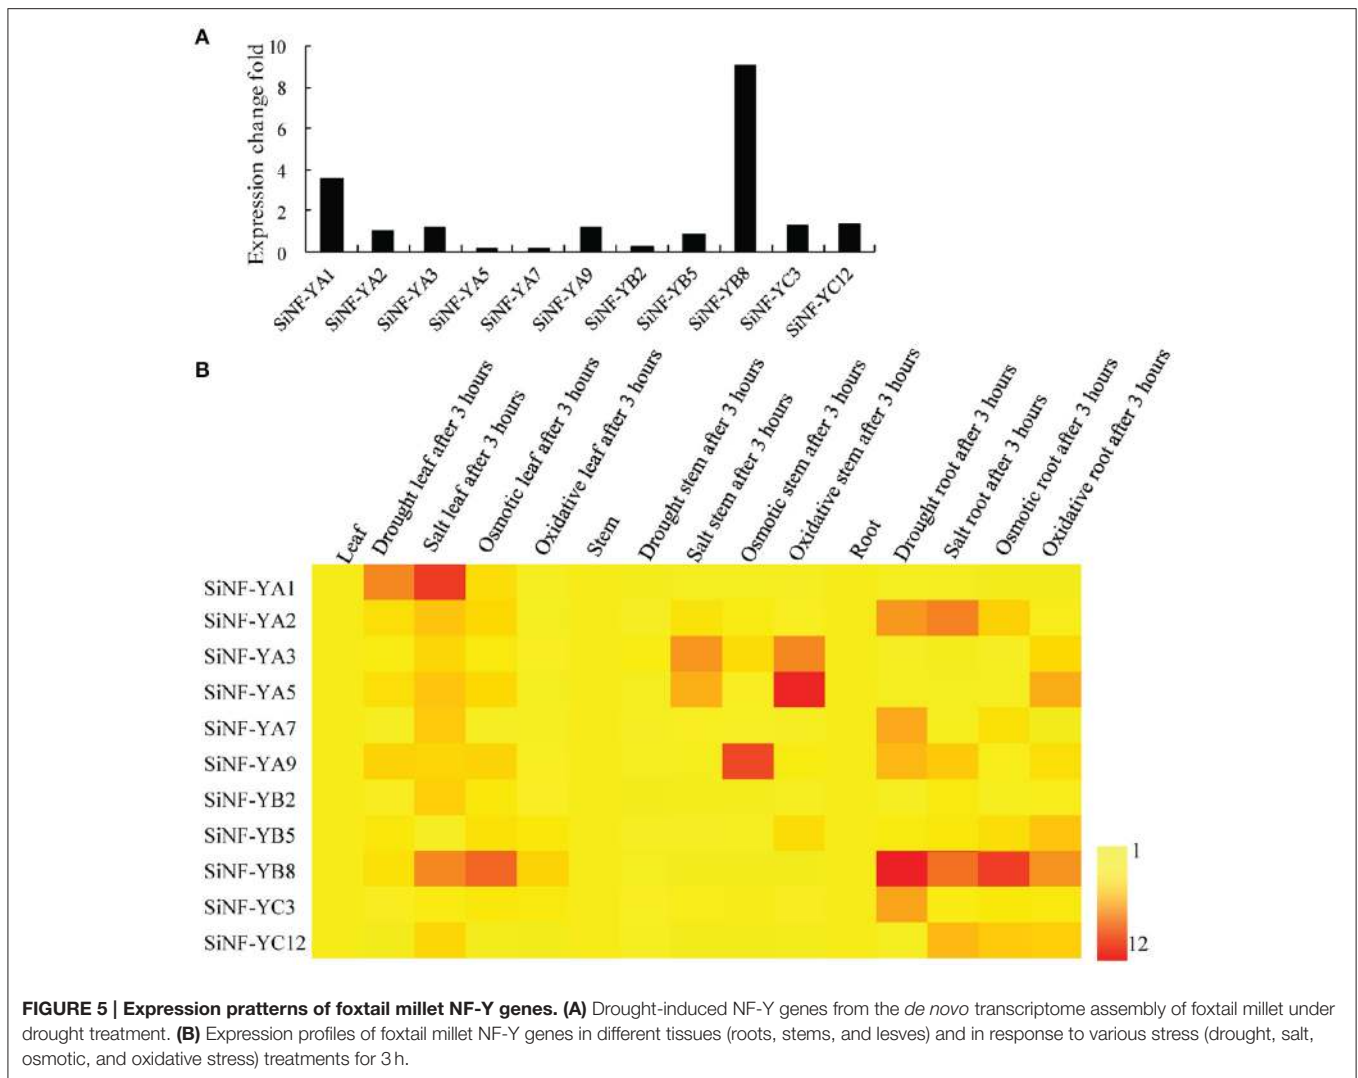 A
Expression change fold
10
8
6
4
2
0
SiNF-YA1
SiNF-YA2
SiNF-YA3
SiNF-YA5
SiNF-YA7
SiNF-YA9
SiNF-YB2
SiNF-YB5
SiNF-YB8
SiNF-YC3
SiNF-YC12
B
Leaf
Drought leaf after 3 hours
Salt leaf after 3 hours
Osmotic leaf after 3 hours
Oxidative leaf after 3 hours
Stem
Drought stem after 3 hours
Salt stem after 3 hours
Osmotic stem after 3 hours
Oxidative stem after 3 hours
Root
Drought root after 3 hours
Salt root after 3 hours
Osmotic root after 3 hours
Oxidative root after 3 hours
SiNF-YA1
SiNF-YA2
SiNF-YA3
SiNF-YA5
SiNF-YA7
SiNF-YA9
SiNF-YB2
SiNF-YB5
SiNF-YB8
SiNF-YC3
SiNF-YC12
1
12
FIGURE 5 | Expression pratterns of foxtail millet NF-Y genes. (A) Drought-induced NF-Y genes from the de novo transcriptome assembly of foxtail millet under
drought treatment. (B) Expression profiles of foxtail millet NF-Y genes in different tissues (roots, stems, and lesves) and in response to various stress (drought, salt,
osmotic, and oxidative stress) treatments for 3 h.